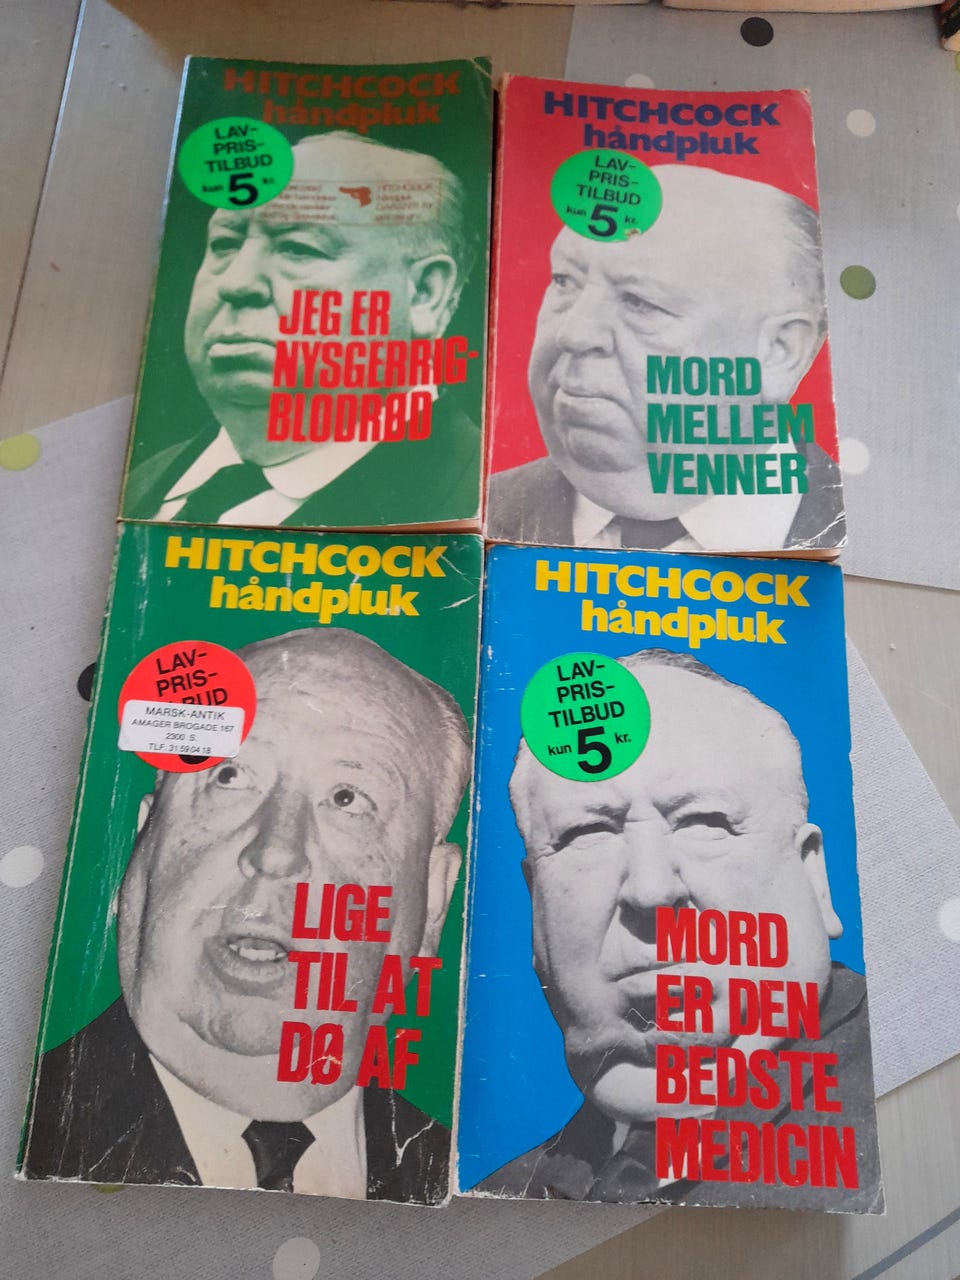 HITCHCOCK
håndpluk
LAV-
PRIS-
TILBUD
kun 5 kr.
HITCHCOCK
JEG ER
NYSGERRIG-
BLODRØD
HITCHCOCK
håndpluk
LAV-
PRIS-
TILBUD
kun 5 kr.
MORD
MELLEM
VENNER
HITCHCOCK
håndpluk
LAV-
PRIS-
MARSK-ANTIK
AMAGER BROGADE 167
2300 S.
TLF. 31 59 04 18
LIGE
TIL AT
DØ AF
HITCHCOCK
håndpluk
LAV-
PRIS-
TILBUD
kun 5 kr.
MORD
ER DEN
BEDSTE
MEDICIN